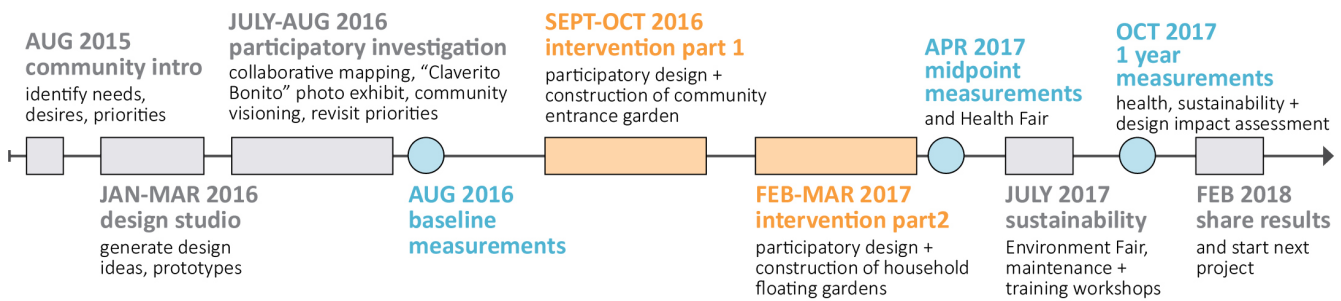 AUG 2015
community intro
identify needs,
desires, priorities
JAN-MAR 2016
design studio
generate design
ideas, prototypes
JULY-AUG 2016
participatory investigation
collaborative mapping, “Claverito
Bonito” photo exhibit, community
visioning, revisit priorities
AUG 2016
baseline
measurements
SEPT-OCT 2016
intervention part 1
participatory design +
construction of community
entrance garden
FEB-MAR 2017
intervention part2
participatory design +
construction of household
floating gardens
APR 2017
midpoint
measurements
and Health Fair
JULY 2017
sustainability
Environment Fair,
maintenance +
training workshops
OCT 2017
1 year
measurements
health, sustainability +
design impact assessment
FEB 2018
share results
and start next
project